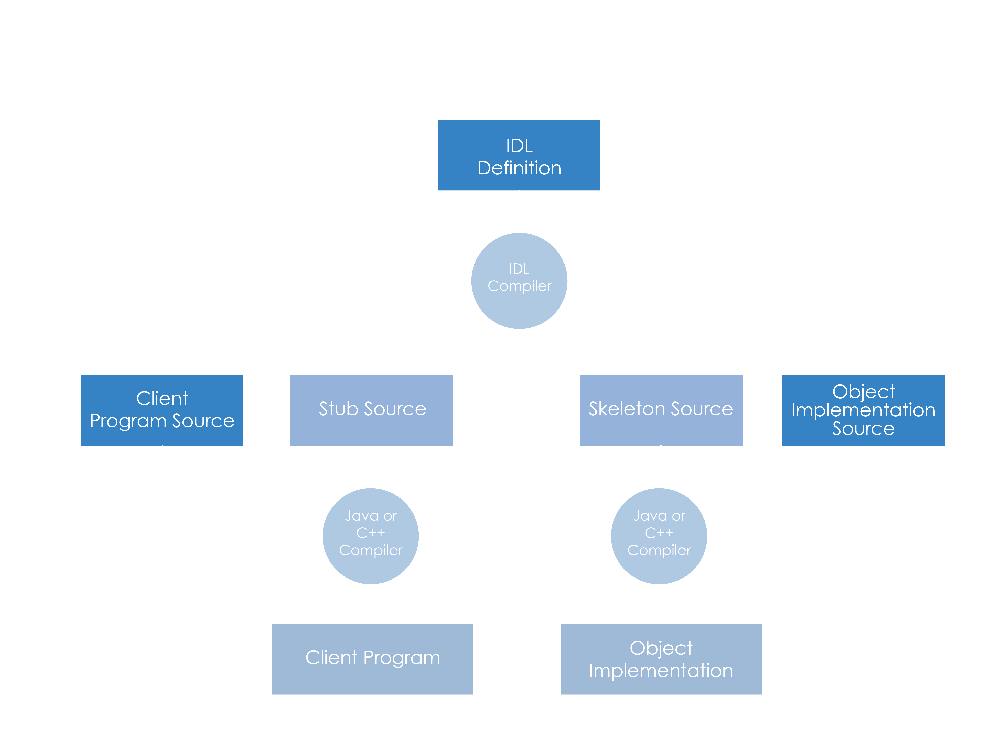 IDL
Definition
IDL
Compiler
Client
Program Source
Stub Source
Skeleton Source
Object
Implementation
Source
Java or
C++
Compiler
Java or
C++
Compiler
Client Program
Object
Implementation